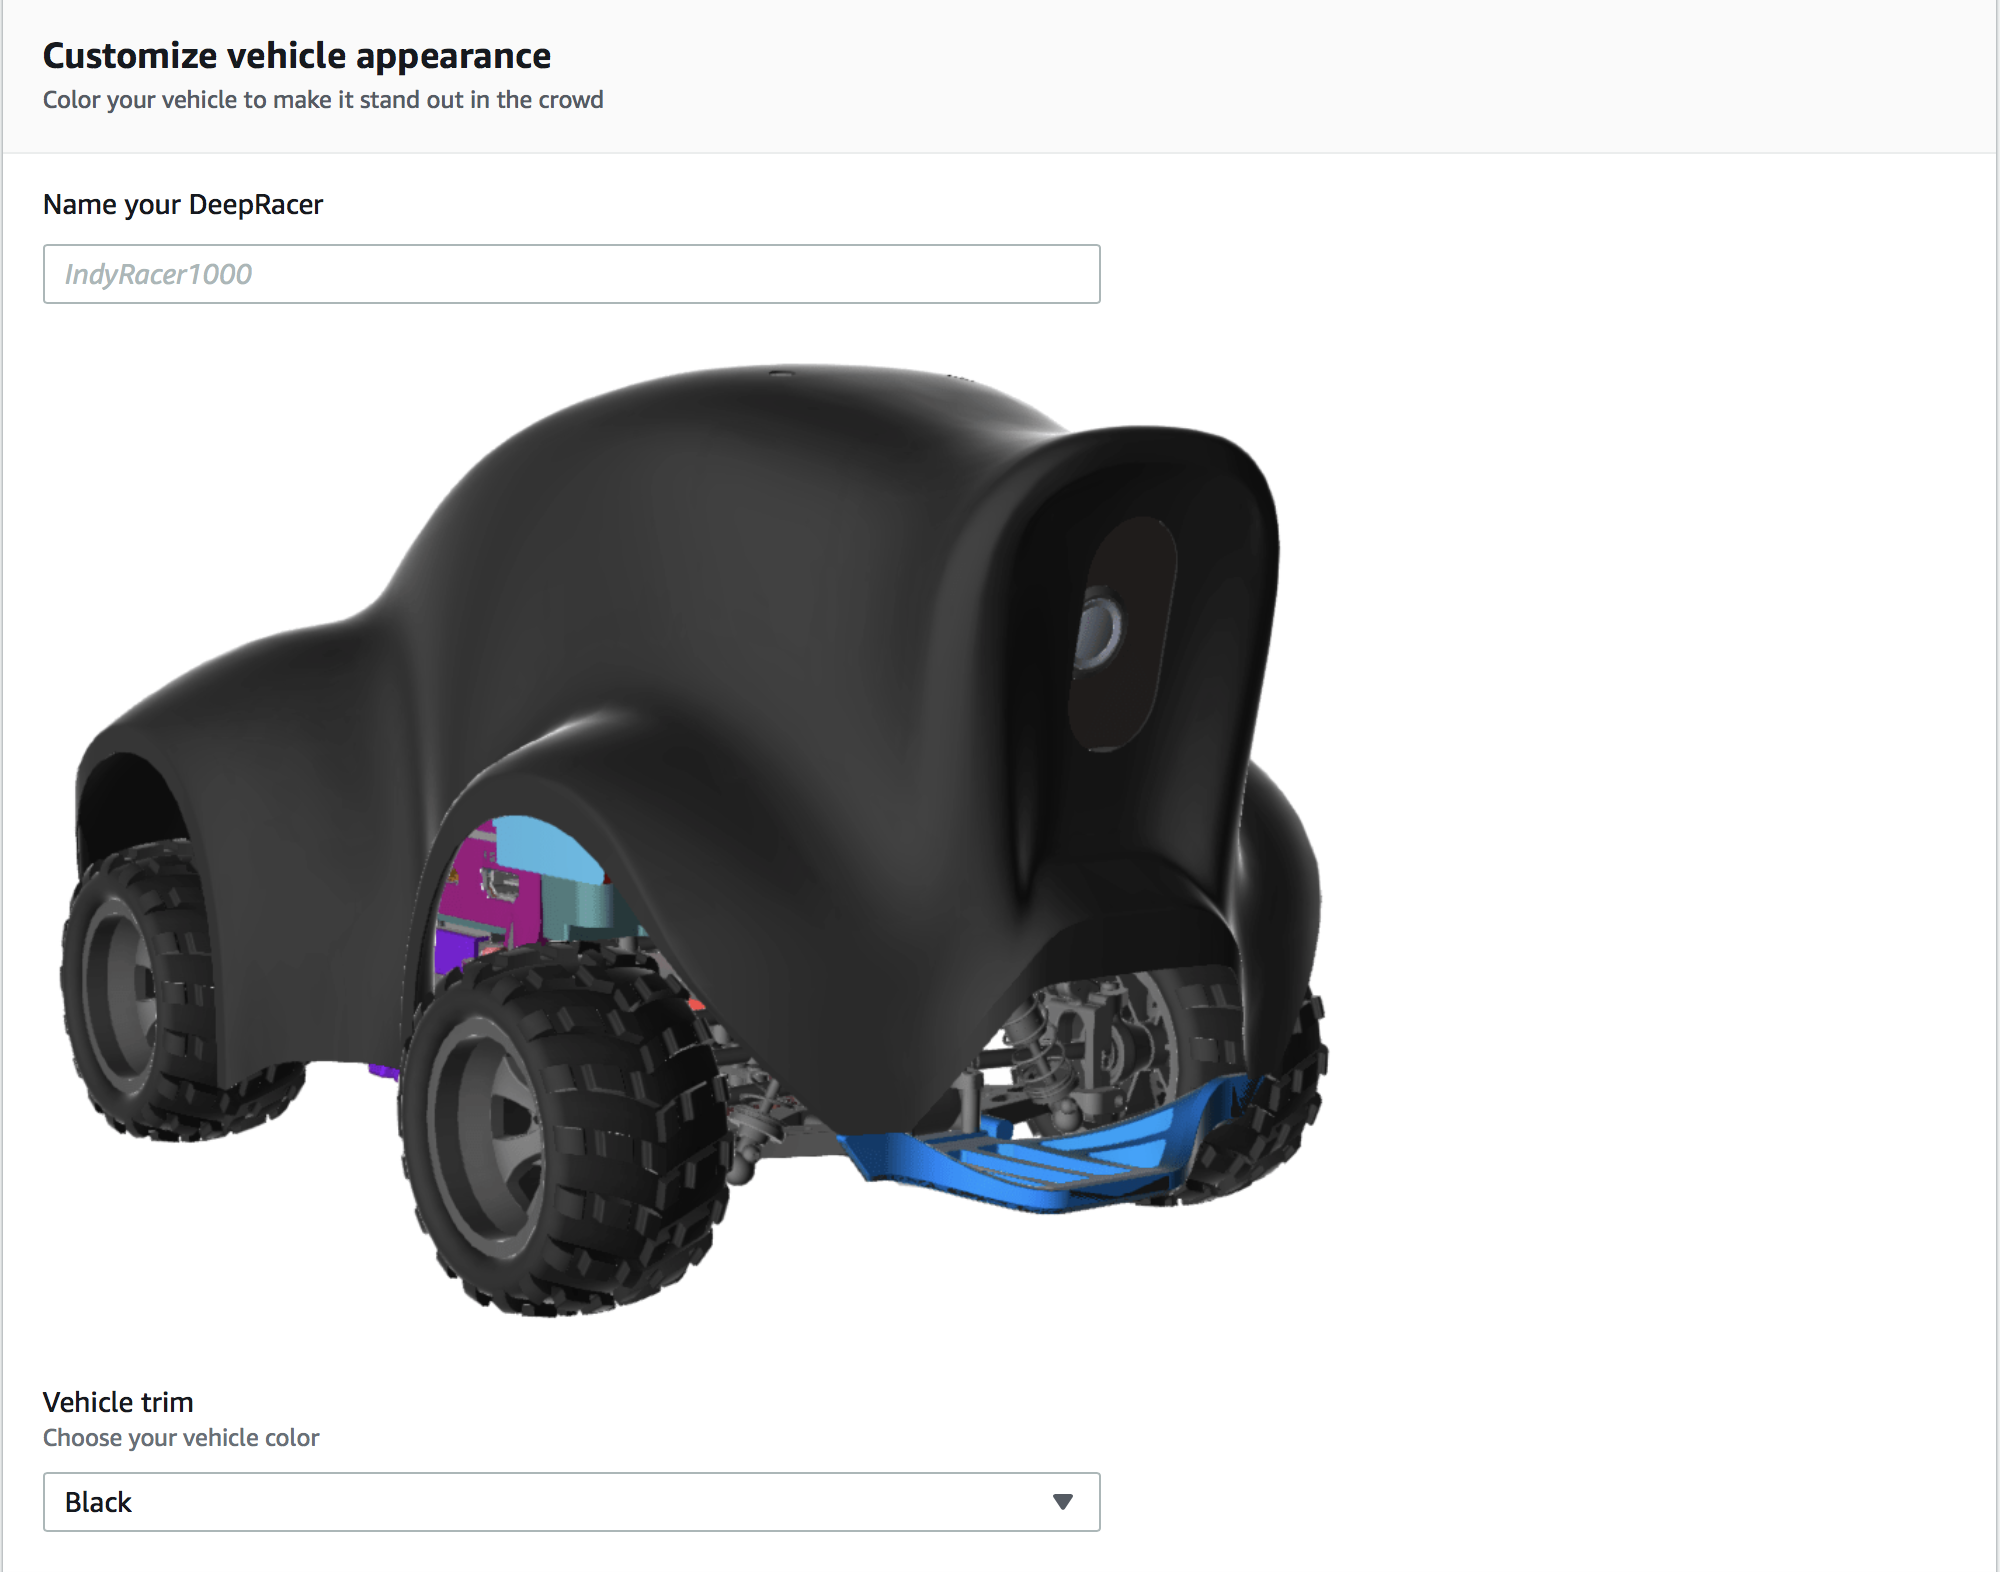 Customize vehicle appearance
Color your vehicle to make it stand out in the crowd
Name your DeepRacer
IndyRacer1000
Vehicle trim
Choose your vehicle color
Black